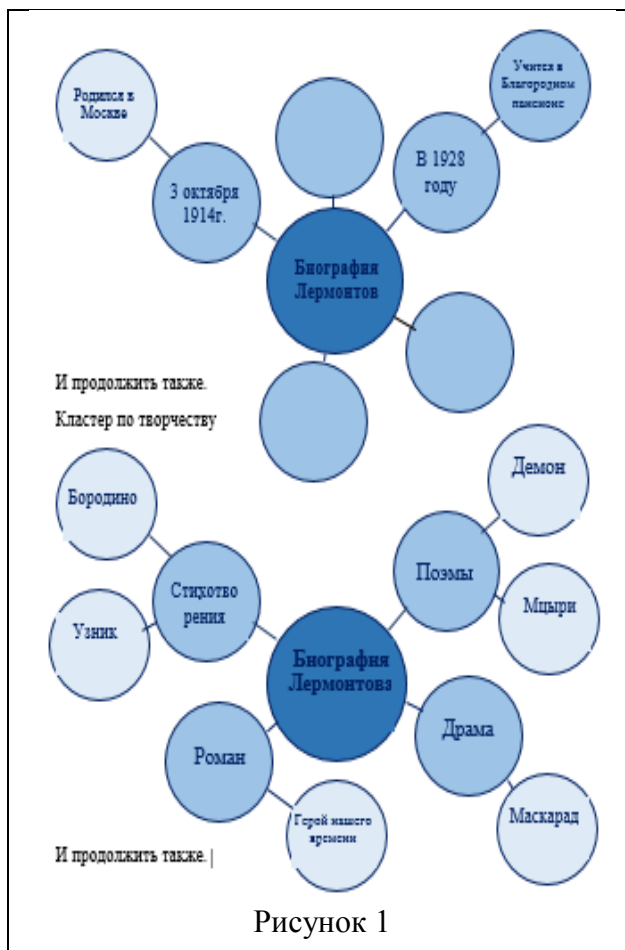 Родился в
Москве
3 октября
1914г.
В 1928
году
Учится в
Благородном
пансионе
Биография
Лермонтов
И продолжить также.
Кластер по творчеству
Бородино
Узник
Стихотво
рения
Поэмы
Демон
Мцыри
Биография
Лермонтова
Роман
Герой нашего
времени
Драма
Маскарад
И продолжить также.
Рисунок 1